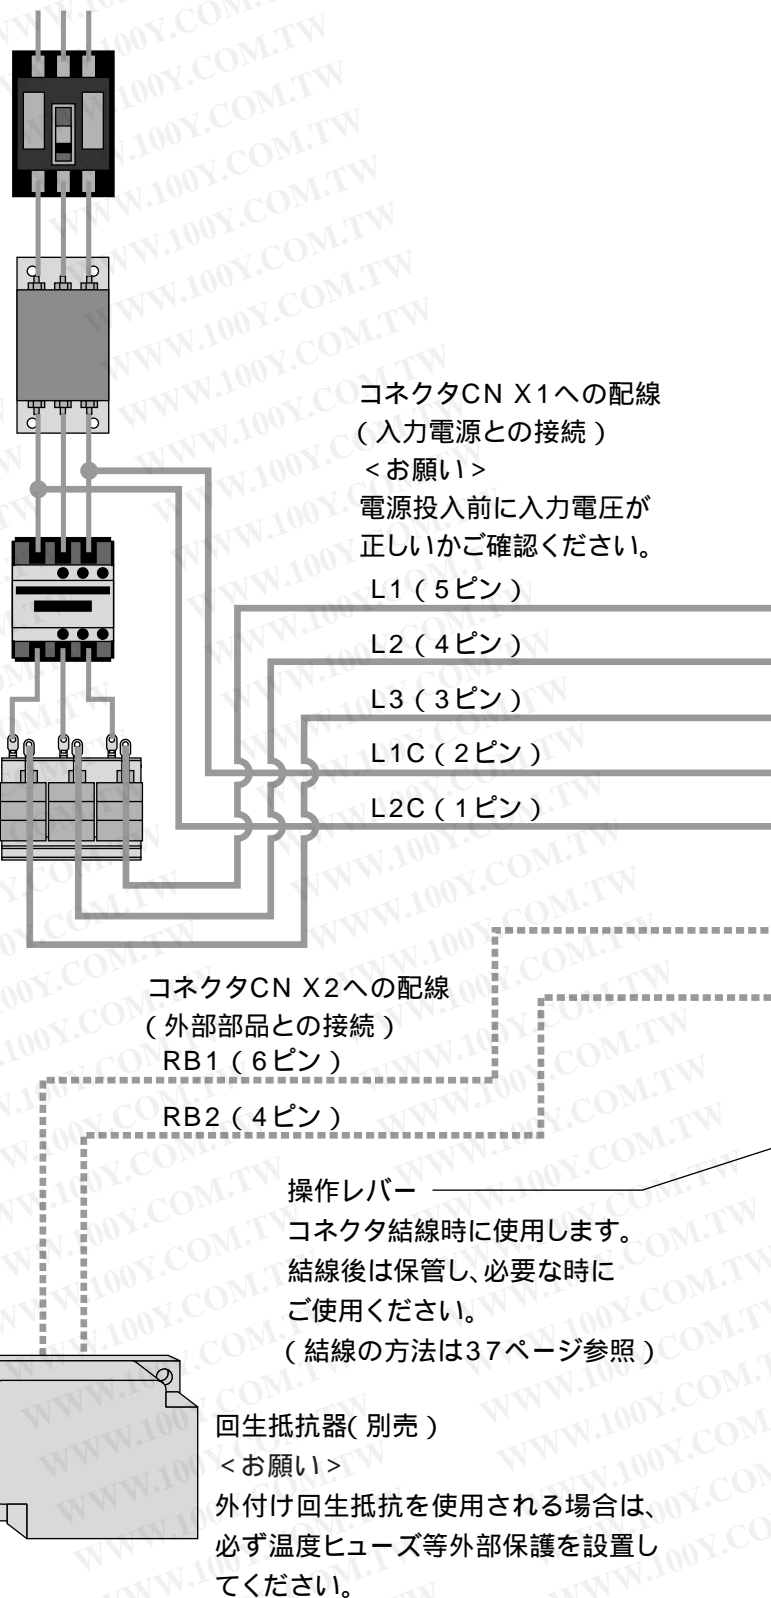 コネクタCN X1への配線
(入力電源との接続)
<お願い>
電源投入前に入力電圧が
正しいかご確認ください。
L1(5ピン)
L2(4ピン)
L3(3ピン)
L1C(2ピン)
L2C(1ピン)
コネクタCN X2への配線
(外部部品との接続)
RB1(6ピン)
RB2(4ピン)
操作レバー
コネクタ結線時に使用します。
結線後は保管し、必要な時に
ご使用ください。
(結線の方法は37ページ参照)
回生抵抗器(別売)
<お願い>
外付け回生抵抗を使用される場合は、
必ず温度ヒューズ等外部保護を設置し
てください。
WWW.100Y.COM.TW